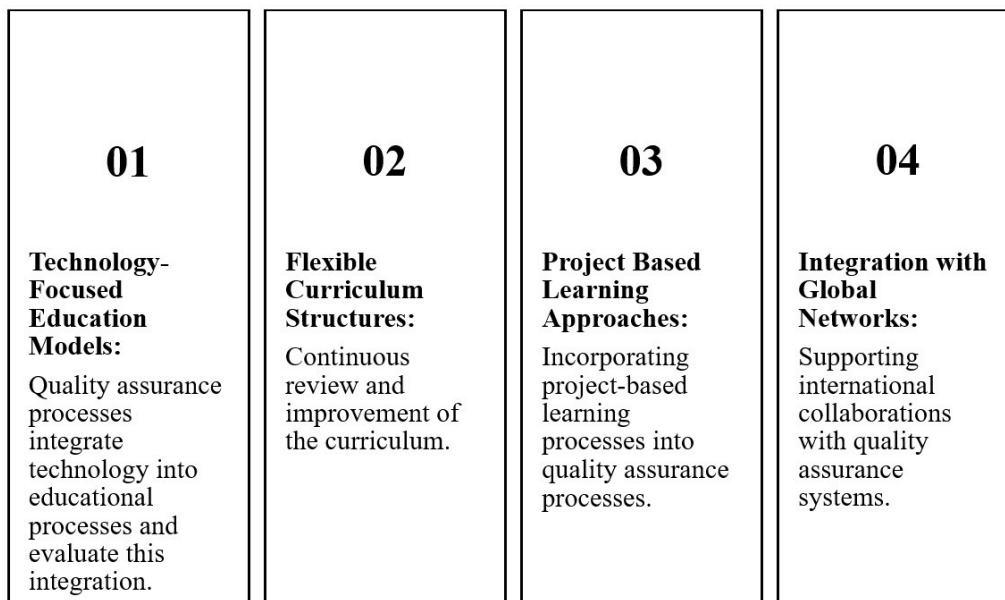 01
Technology-
Focused
Education
Models:
Quality assurance
processes
integrate
technology into
educational
processes and
evaluate this
integration.
02
Flexible
Curriculum
Structures:
Continuous
review and
improvement of
the curriculum.
03
Project Based
Learning
Approaches:
Incorporating
project-based
learning
processes into
quality assurance
processes.
04
Integration with
Global
Networks:
Supporting
international
collaborations
with quality
assurance
systems.